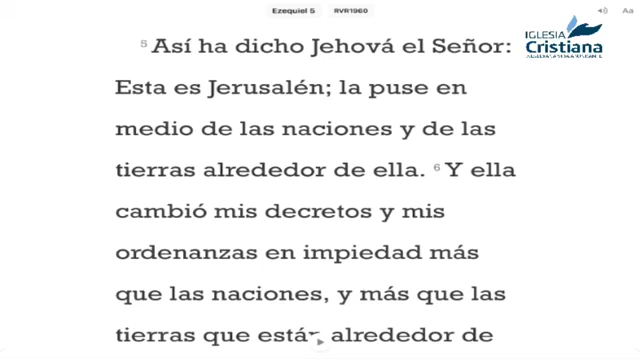 Ezequiel 5 RVR1960 Aa
IGLESIA
Cristiana
5 Así ha dicho Jehová el Señor:
Esta es Jerusalén; la puse en
medio de las naciones y de las
tierras alrededor de ella. 6 Y ella
cambió mis decretos y mis
ordenanzas en impiedad más
que las naciones, y más que las
tierras que están alrededor de